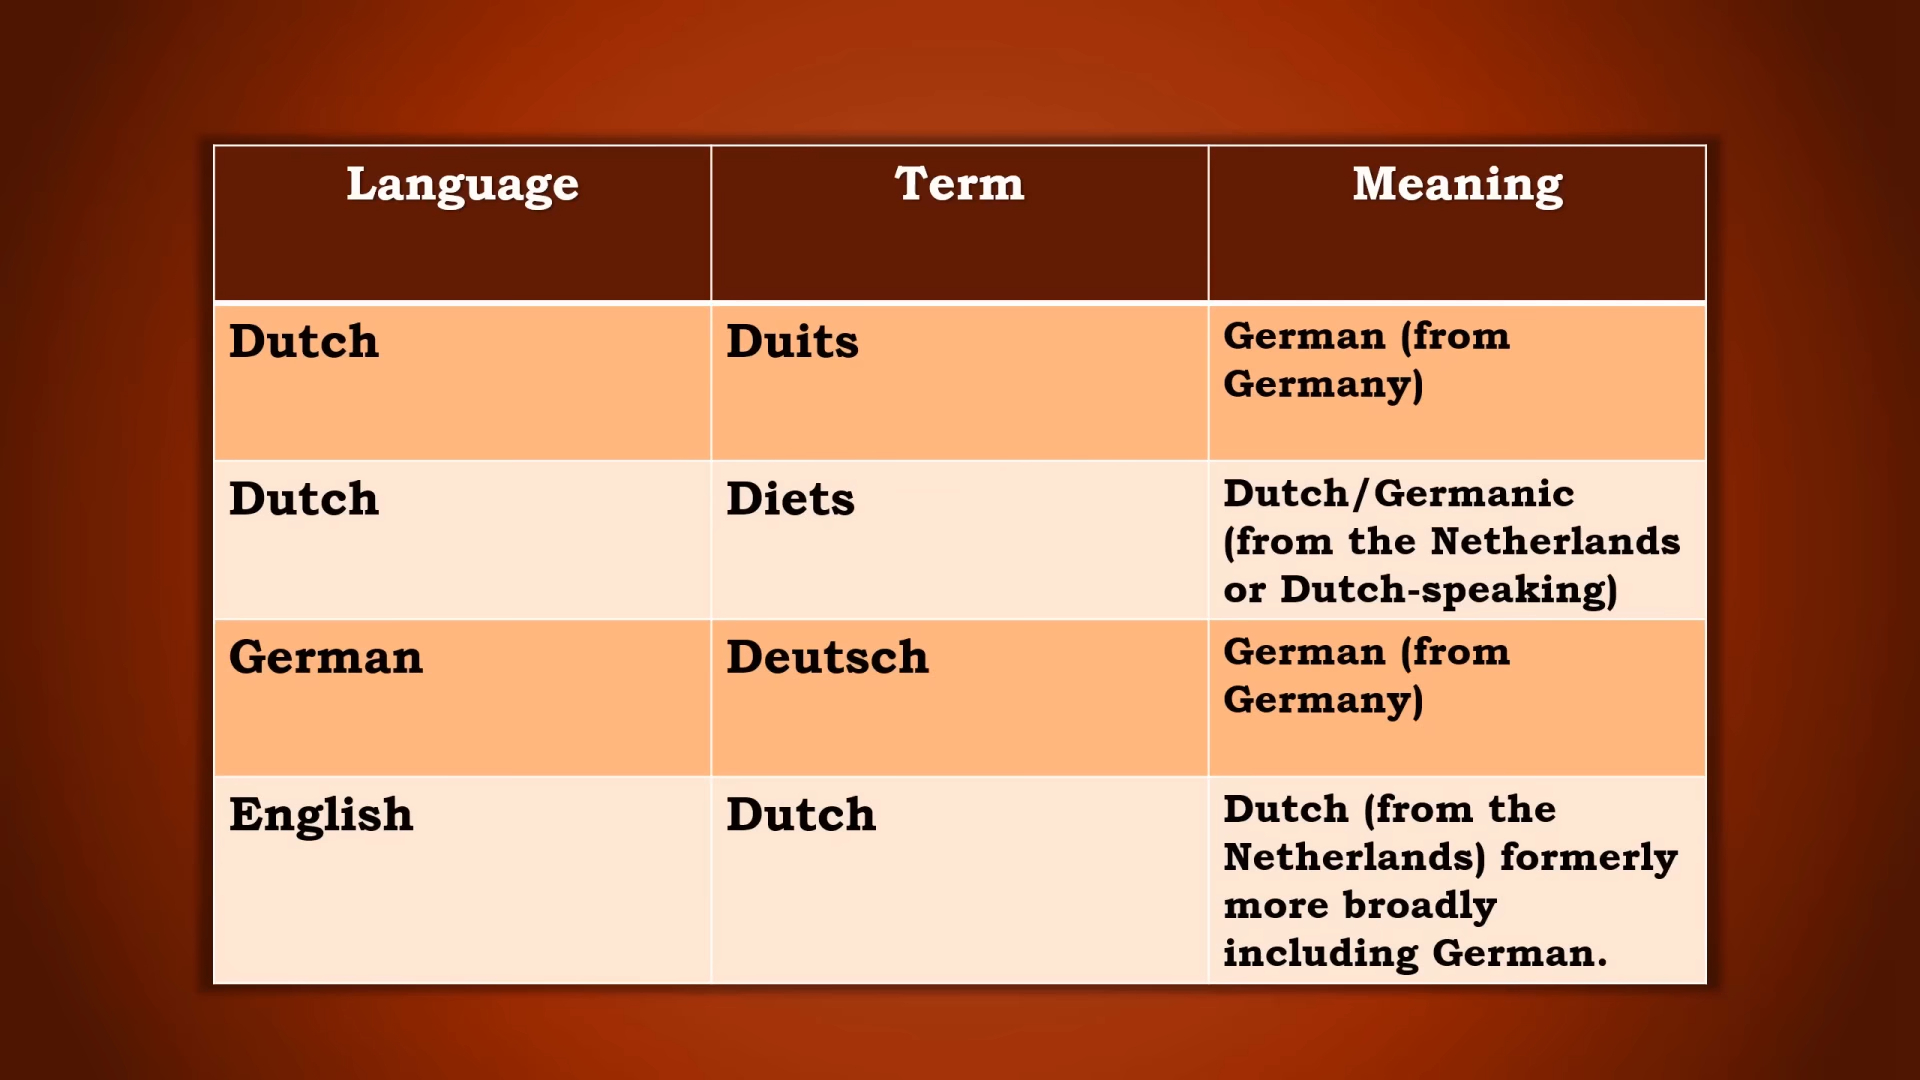 Language Term Meaning
Dutch Duits German (from
Germany)
Dutch Diets Dutch/Germanic
(from the Netherlands
or Dutch-speaking)
German Deutsch German (from
Germany)
English Dutch Dutch (from the
Netherlands) formerly
more broadly
including German.